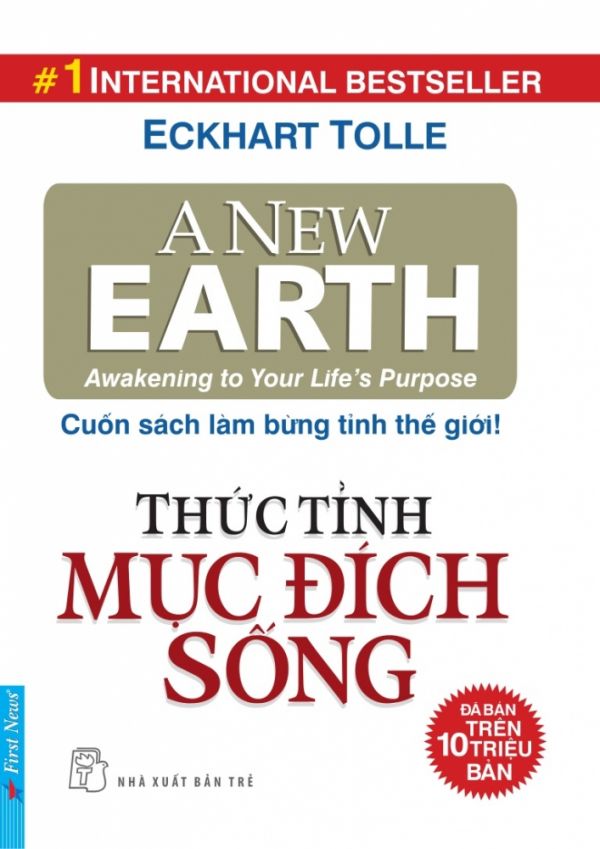 #1 INTERNATIONAL BESTSELLER
ECKHART TOLLE
A NEW
EARTH
Awakening to Your Life's Purpose
Cuốn sách làm bừng tỉnh thế giới!
THỨC TỈNH
MỤC ĐÍCH
SỐNG
ĐÃ BÁN
TRÊN
10 TRIỆU
BẢN
First News®
T
NHÀ XUẤT BẢN TRẺ